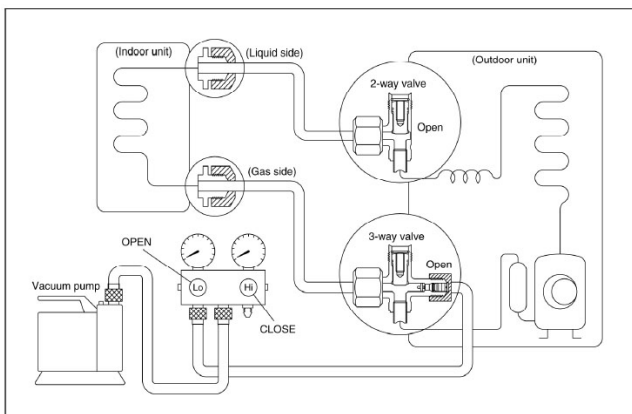 (Indoor unit)
(Liquid side)
(Outdoor unit)
2-way valve
Open
(Gas side)
3-way valve
Open
OPEN
Lo
Hi
CLOSE
Vacuum pump